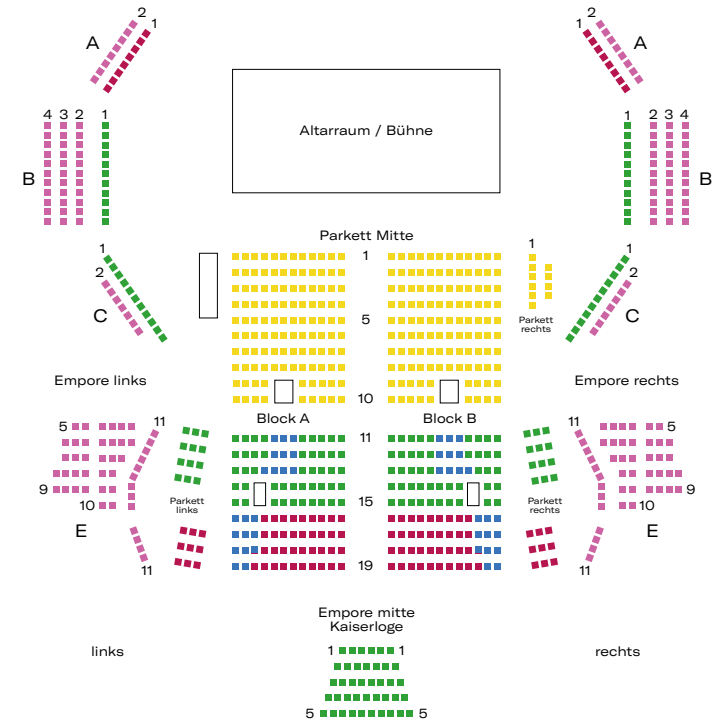 2
1
A
2
1
A
4 3 2 1
B
1 2 3 4
B
Altarraum / Bühne
Parkett Mitte
1
5
10
1
Parkett
rechts
1
2
C
1
2
C
Empore links
Empore rechts
Block A
Block B
11
15
19
5
11
9
10
E
11
Parkett
links
11
5
9
10
E
11
Parkett
rechts
Empore mitte
Kaiserloge
1 1
5 5
links
rechts